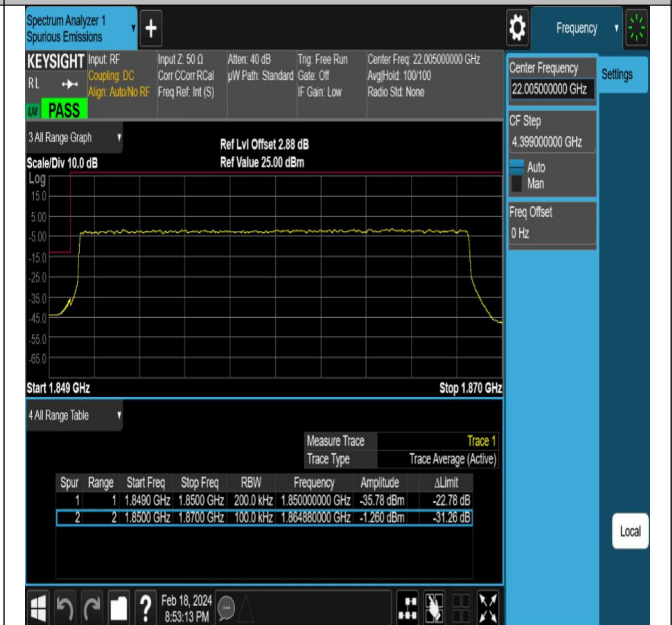 Spectrum Analyzer 1
Spurious Emissions
+
Frequency
KEYSIGHT Input: RF Input Z: 50 Ω Atten: 40 dB Trig: Free Run Center Freq: 22.005000000 GHz
RL Coupling: DC Corr CCorr RCal µW Path: Standard Gate: Off Avg|Hold: 100/100
Align: Auto/No RF Freq Ref: Int (S) IF Gain: Low Radio Std: None
PASS
Center Frequency
22.005000000 GHz
Settings
CF Step
4.399000000 GHz
Auto
Man
Freq Offset
0 Hz
3 All Range Graph
Ref Lvl Offset 2.88 dB
Scale/Div 10.0 dB Ref Value 25.00 dBm
Log
15.0
5.00
-5.00
-15.0
-25.0
-35.0
-45.0
-55.0
-65.0
Start 1.849 GHz Stop 1.870 GHz
4 All Range Table
Measure Trace Trace 1
Trace Type Trace Average (Active)
Spur Range Start Freq Stop Freq RBW Frequency Amplitude ΔLimit
1 1 1.8490 GHz 1.8500 GHz 200.0 kHz 1.850000000 GHz -35.78 dBm -22.78 dB
2 2 1.8500 GHz 1.8700 GHz 100.0 kHz 1.864880000 GHz -1.260 dBm -31.26 dB
Local
? Feb 18, 2024
8:53:13 PM